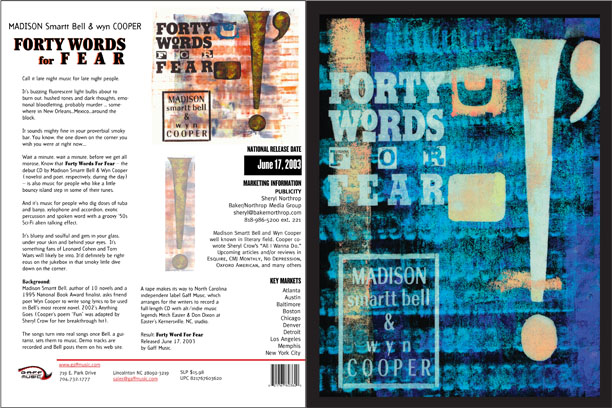 MADISON Smartt Bell & wyn COOPER
FORTY WORDS
for FEAR
Call it late night music for late night people.
It's buzzing fluorescent light bulbs about to
burn out, hushed tones and dark thoughts, emo-
tional bloodletting, probably murder ... some
where in New Orleans...Mexico...around the
block.
It sounds mighty fine in your proverbial smoky
bar. You know, the one down on the corner you
wish you were at right now...
Wait a minute, wait a minute, before we get all
morose. Know that Forty Words For Fear – the
debut CD by Madison Smartt Bell & Wyn Cooper
(novelist and poet, respectively, during the day)
– is also music for people who like a little
bouncy island step in some of their tunes.
And it's music for people who dig doses of tuba
and banjo, xylophone and accordion, exotic
percussion and spoken word with a groovy '50s
Sci-Fi alien talking effect.
It's bluesy and soulful and gin in your glass,
under your skin and behind your eyes. It's
something fans of Leonard Cohen and Tom
Waits will likely be into. It'd definitely be right
now on the jukebox in that smoky little dive
down on the corner.
Background
Madison Smartt Bell, author of 10 novels and a
1995 National Book Award finalist, asks friend
poet Wyn Cooper to write song lyrics to be used
in Bell's most recent novel, 2002's Anything
Goes (Cooper's poem "Fun" was adapted by
Sheryl Crow for her breakthrough hit).
The songs turn into real songs once Bell, a gui-
tarist, sets them to music. Demo tracks are
recorded and Bell posts them on his web site.
A tape makes its way to North Carolina
independent label Gaff Music, which
arranges for the writers to record a
full-length CD with alt/indie music
legends Mitch Easter & Don Dixon at
Easter's Kernersville, NC, studio.
Result: Forty Word For Fear
Released June 17, 2003
by Gaff Music.
FORTY
WORDS
FOR
FEAR
MADISON
smartt bell
&
wyn
COOPER
NATIONAL RELEASE DATE
June 17, 2003
MARKETING INFORMATION
PUBLICITY
Sheryl Northrop
Baker/Northrop Media Group
sheryl@bakernorthrop.com
818-986-5200 ext. 221
Madison Smartt Bell and Wyn Cooper
well known in literary field. Cooper co-
wrote Sheryl Crow's "All I Wanna Do."
Upcoming articles and/or reviews in
Esquire, CMJ Monthly, No Depression,
Oxford American, and many others
KEY MARKETS
Atlanta
Austin
Baltimore
Boston
Chicago
Denver
Detroit
Los Angeles
Memphis
New York City
GAFF
MUSIC
www.gaffmusic.com
719 E. Park Drive
704-732-1777
Lincolnton NC 28092-3229
sales@gaffmusic.com
SLP $15.98
UPC 821767603620
FORTY
WORDS
FOR
FEAR
MADISON
smartt bell
&
wyn
COOPER